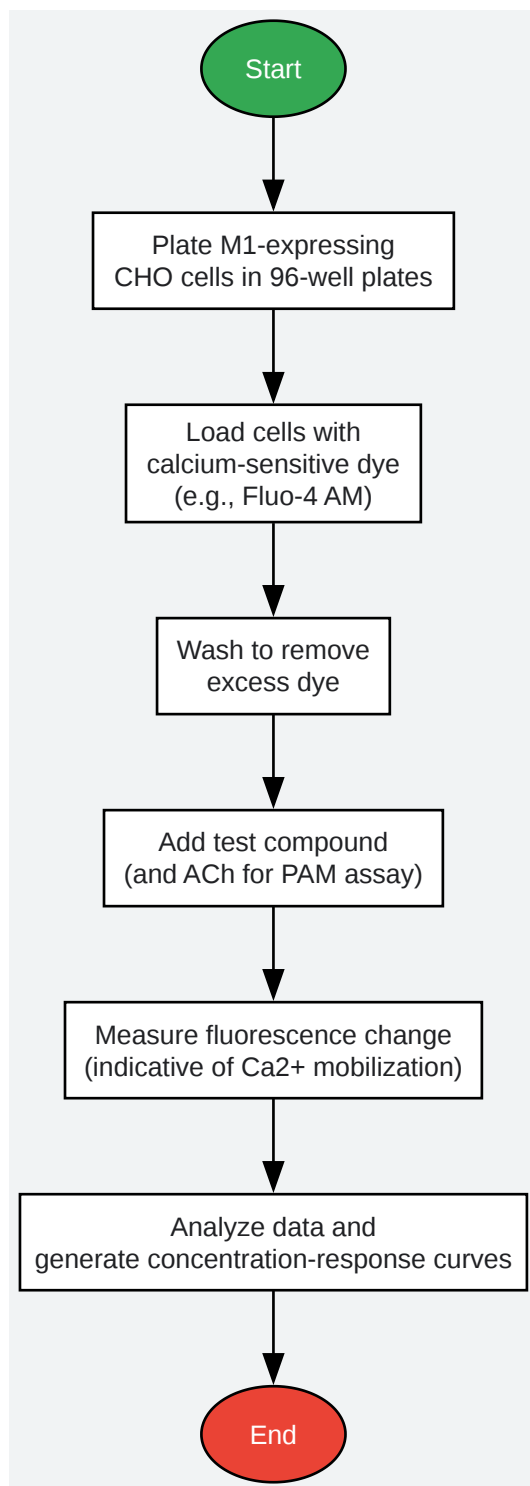 Start
Plate M1-expressing
CHO cells in 96-well plates
Load cells with
calcium-sensitive dye
(e.g., Fluo-4 AM)
Wash to remove
excess dye
Add test compound
(and ACh for PAM assay)
Measure fluorescence change
(indicative of Ca2+ mobilization)
Analyze data and
generate concentration-response curves
End